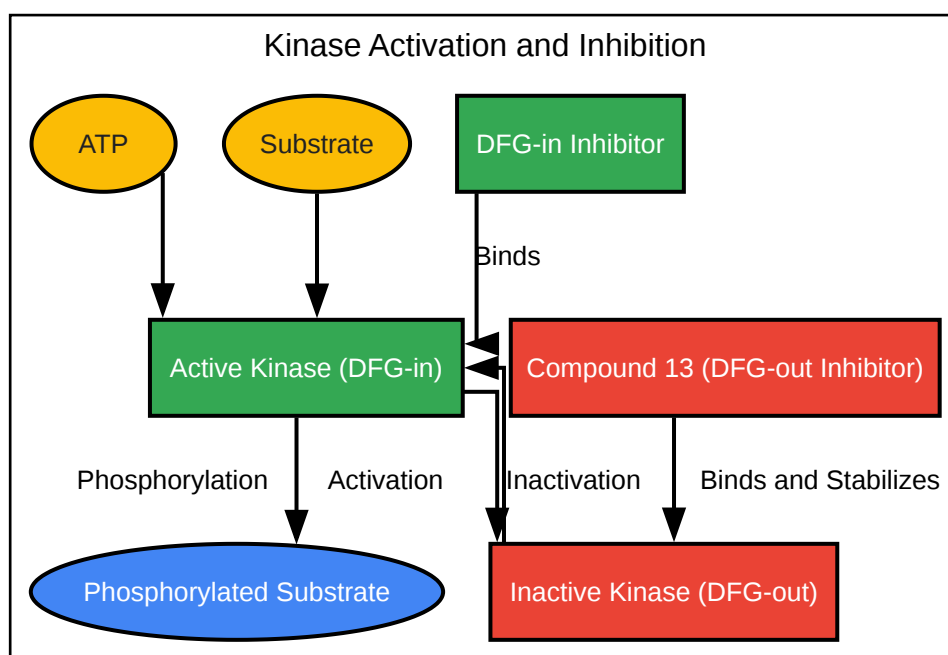 Kinase Activation and Inhibition
ATP
Substrate
DFG-in Inhibitor
Binds
Active Kinase (DFG-in)
Compound 13 (DFG-out Inhibitor)
Phosphorylation
Activation
Inactivation
Binds and Stabilizes
Phosphorylated Substrate
Inactive Kinase (DFG-out)